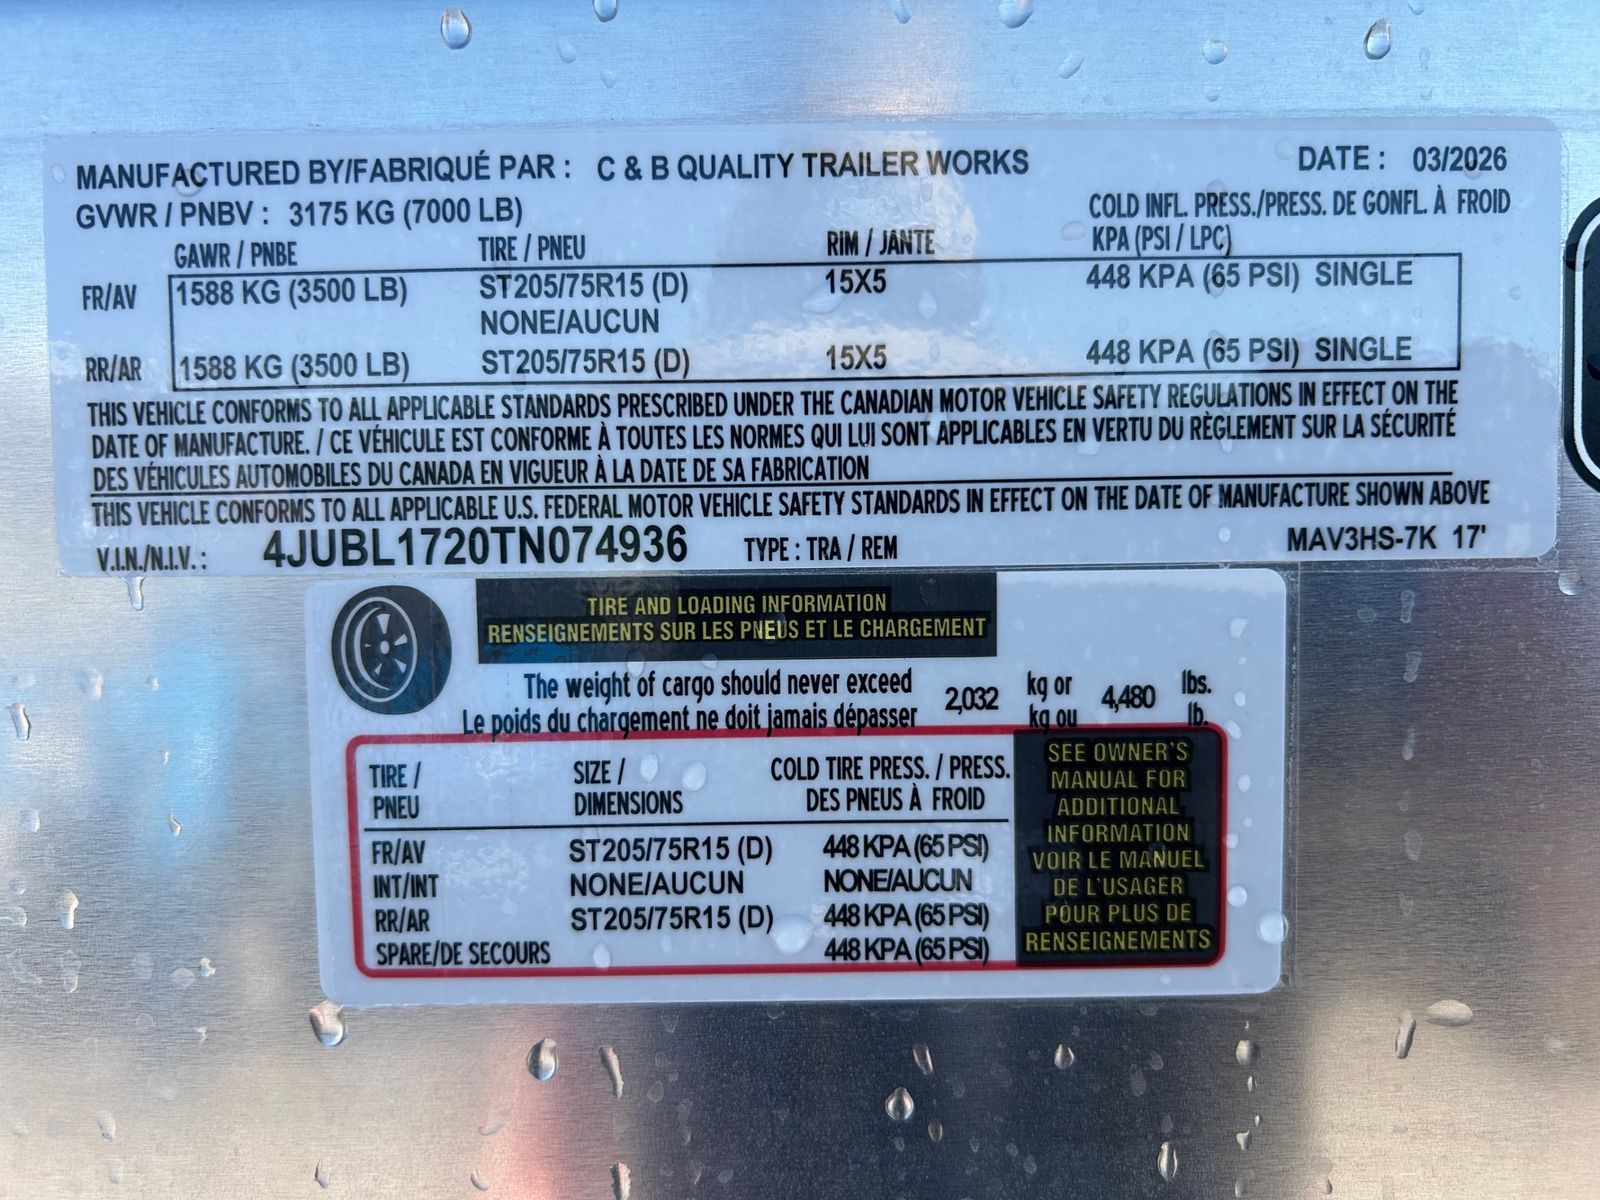 MANUFACTURED BY/FABRIQUÉ PAR : C & B QUALITY TRAILER WORKS DATE : 03/2026
GVWR / PNBV : 3175 KG (7000 LB) COLD INFL. PRESS./PRESS. DE GONFL. À FROID
GAWR / PNBE TIRE / PNEU RIM / JANTE KPA (PSI / LPC)
FR/AV 1588 KG (3500 LB) ST205/75R15 (D) 15X5 448 KPA (65 PSI) SINGLE
NONE/AUCUN
RR/AR 1588 KG (3500 LB) ST205/75R15 (D) 15X5 448 KPA (65 PSI) SINGLE
THIS VEHICLE CONFORMS TO ALL APPLICABLE STANDARDS PRESCRIBED UNDER THE CANADIAN MOTOR VEHICLE SAFETY REGULATIONS IN EFFECT ON THE
DATE OF MANUFACTURE. / CE VÉHICULE EST CONFORME À TOUTES LES NORMES QUI LUI SONT APPLICABLES EN VERTU DU RÈGLEMENT SUR LA SÉCURITÉ
DES VÉHICULES AUTOMOBILES DU CANADA EN VIGUEUR À LA DATE DE SA FABRICATION
THIS VEHICLE CONFORMS TO ALL APPLICABLE U.S. FEDERAL MOTOR VEHICLE SAFETY STANDARDS IN EFFECT ON THE DATE OF MANUFACTURE SHOWN ABOVE
V.I.N./N.I.V. : 4JUBL1720TN074936 TYPE : TRA / REM MAV3HS-7K 17'
TIRE AND LOADING INFORMATION
RENSEIGNEMENTS SUR LES PNEUS ET LE CHARGEMENT
The weight of cargo should never exceed 2,032 kg or 4,480 lbs.
Le poids du chargement ne doit jamais dépasser kg ou lb.
TIRE / SIZE / COLD TIRE PRESS. / PRESS.
PNEU DIMENSIONS DES PNEUS À FROID
FR/AV ST205/75R15 (D) 448 KPA (65 PSI)
INT/INT NONE/AUCUN NONE/AUCUN
RR/AR ST205/75R15 (D) 448 KPA (65 PSI)
SPARE/DE SECOURS 448 KPA (65 PSI)
SEE OWNER'S
MANUAL FOR
ADDITIONAL
INFORMATION
VOIR LE MANUEL
DE L'USAGER
POUR PLUS DE
RENSEIGNEMENTS